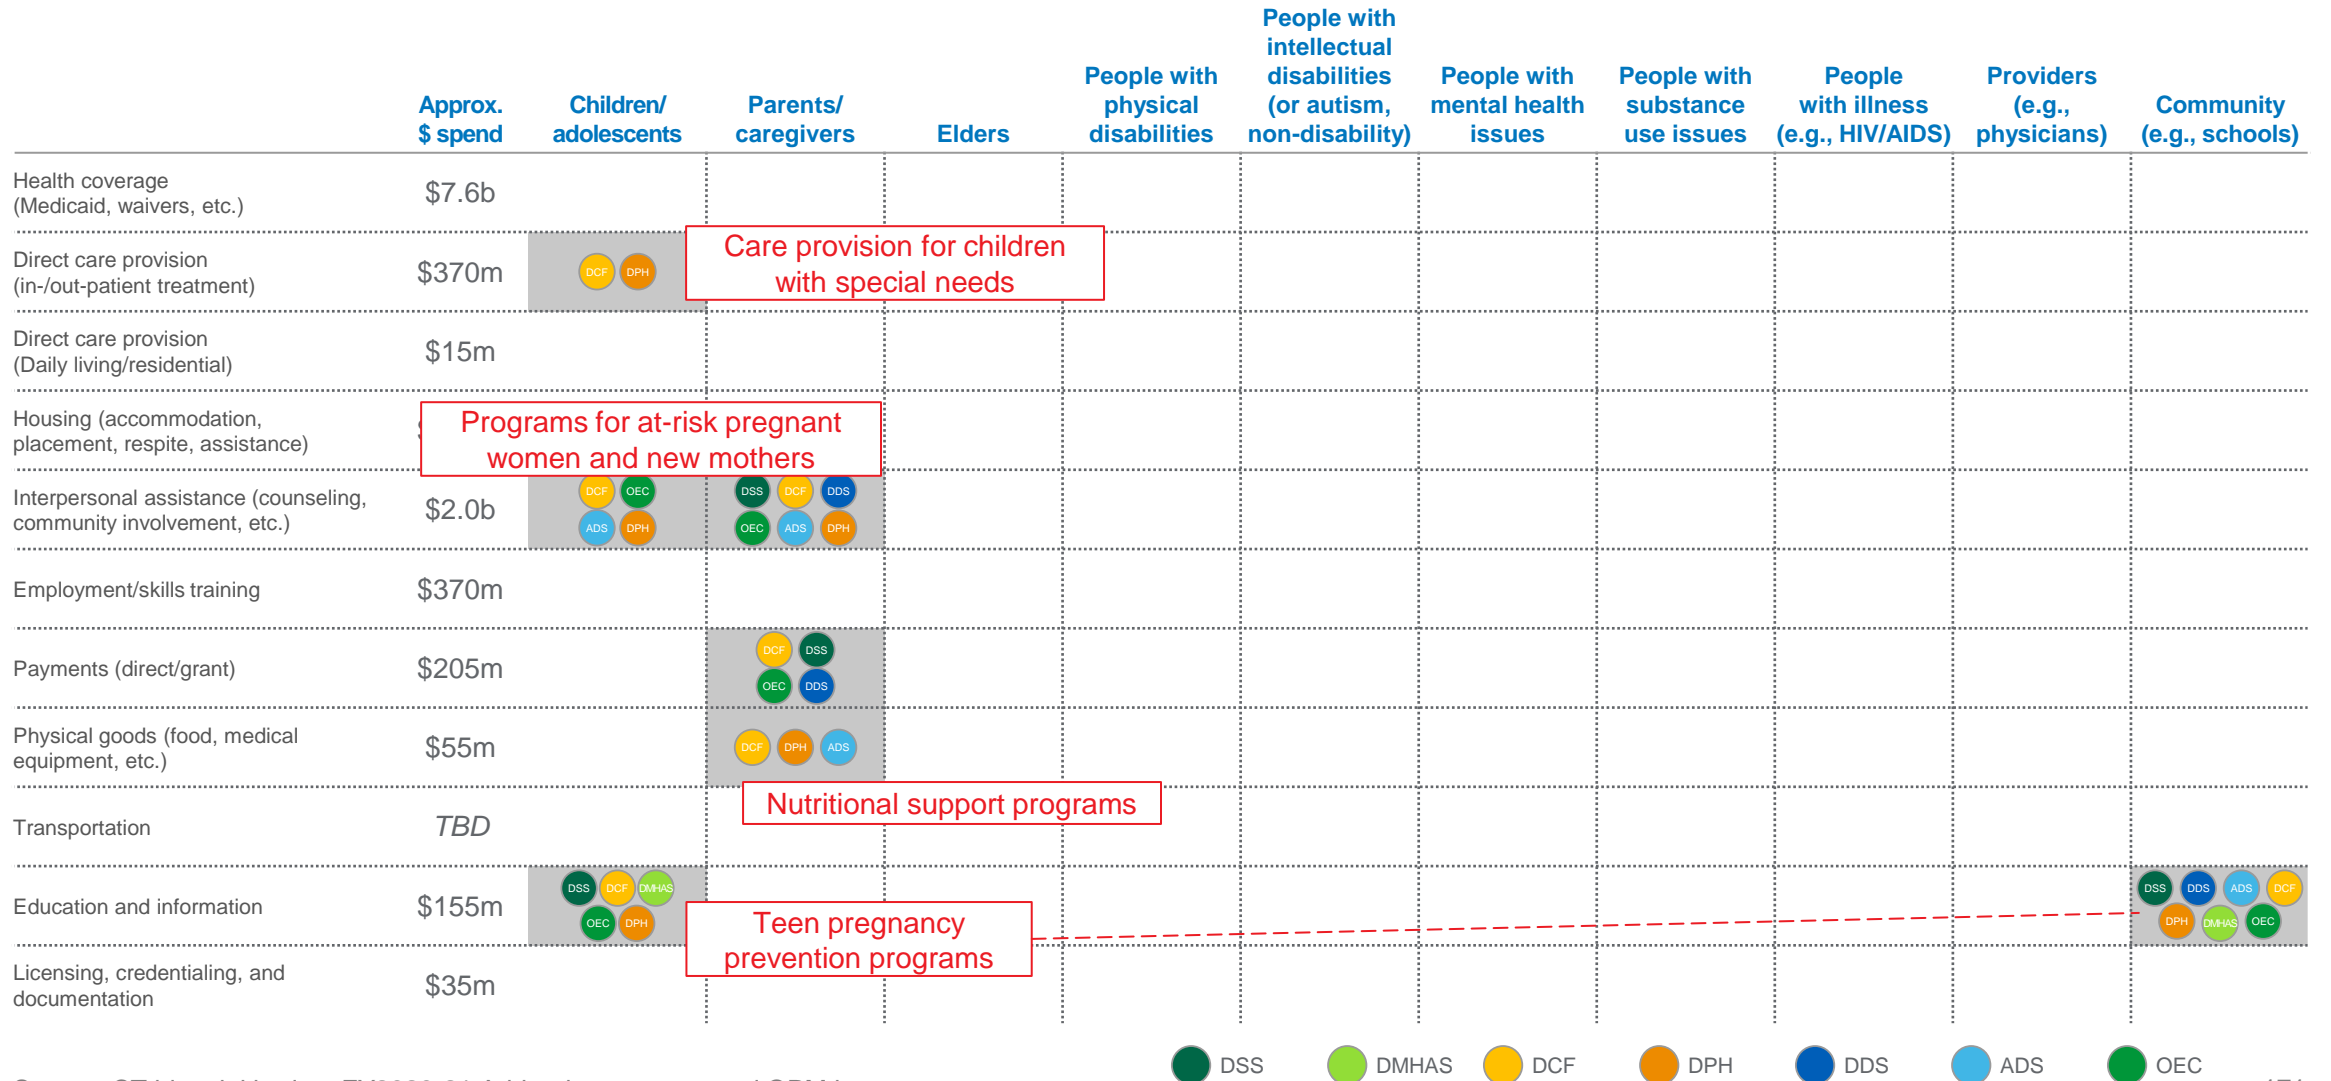 People with
intellectual
disabilities
(or autism,
non-disability)
Approx.
$ spend
Children/
adolescents
Parents/
caregivers
Elders
People with
physical
disabilities
People with
mental health
issues
People with
substance
use issues
People
with illness
(e.g., HIV/AIDS)
Providers
(e.g.,
physicians)
Community
(e.g., schools)
Health coverage
(Medicaid, waivers, etc.)
$7.6b
Direct care provision
(in-/out-patient treatment)
$370m
DCF DPH
Care provision for children
with special needs
Direct care provision
(Daily living/residential)
$15m
Housing (accommodation,
placement, respite, assistance)
Programs for at-risk pregnant
women and new mothers
Interpersonal assistance (counseling,
community involvement, etc.)
$2.0b
DCF OEC
ADS DPH
DSS DCF DDS
OEC ADS DPH
Employment/skills training
$370m
Payments (direct/grant)
$205m
DCF DSS
OEC DDS
Physical goods (food, medical
equipment, etc.)
$55m
DCF DPH ADS
Nutritional support programs
Transportation
TBD
Education and information
$155m
DSS DCF DMHAS
OEC DPH
Teen pregnancy
prevention programs
DSS DDS ADS DCF
DPH DMHAS OEC
Licensing, credentialing, and
documentation
$35m
DSS DMHAS DCF DPH DDS ADS OEC